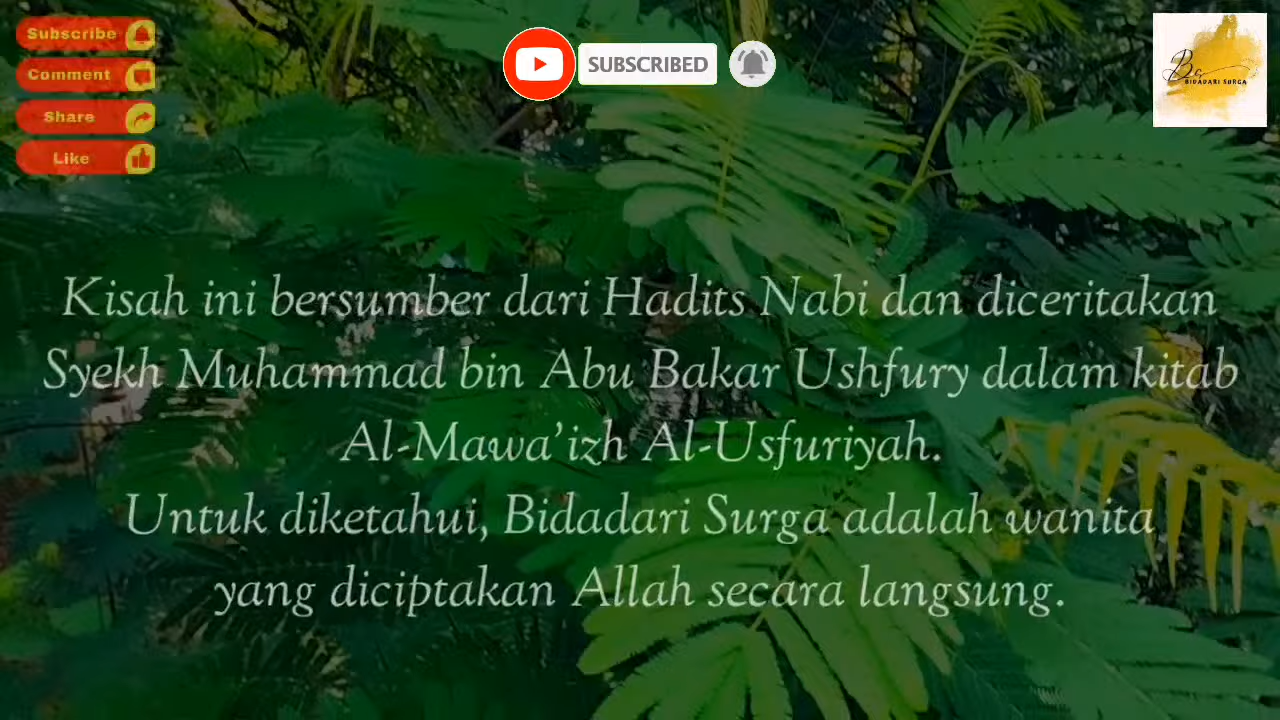 Subscribe
Comment
Share
Like
SUBSCRIBED
Bs
BIDADARI SURGA
Kisah ini bersumber dari Hadits Nabi dan diceritakan
Syekh Muhammad bin Abu Bakar Ushfury dalam kitab
Al-Mawa’izh Al-Usfuriyah.
Untuk diketahui, Bidadari Surga adalah wanita
yang diciptakan Allah secara langsung.